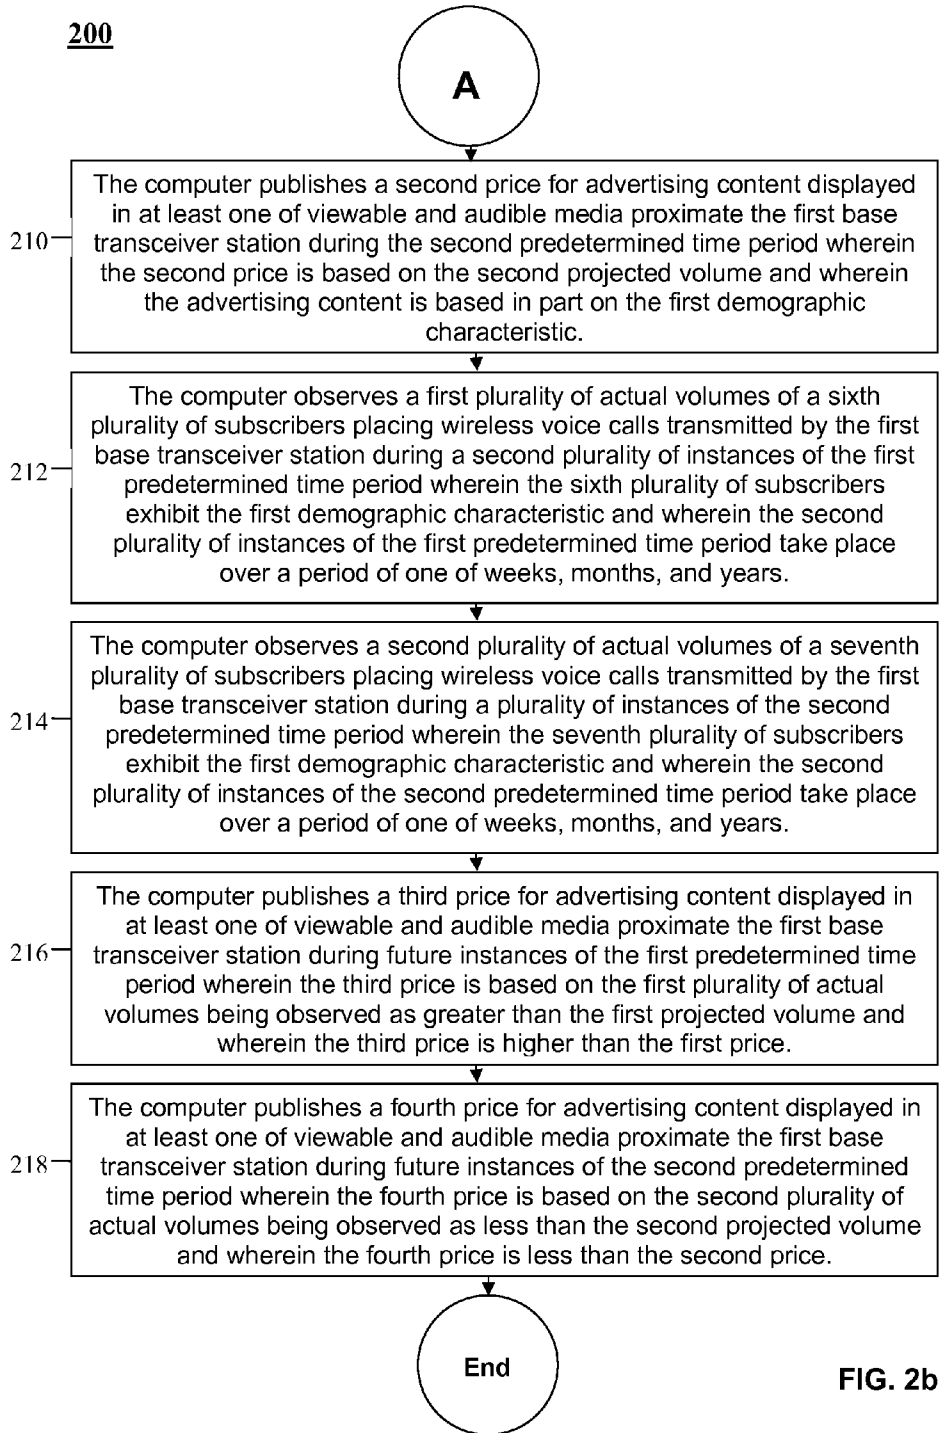 200
A
The computer publishes a second price for advertising content displayed
in at least one of viewable and audible media proximate the first base
210
transceiver station during the second predetermined time period wherein
the second price is based on the second projected volume and wherein
the advertising content is based in part on the first demographic
characteristic.
The computer observes a first plurality of actual volumes of a sixth
plurality of subscribers placing wireless voice calls transmitted by the first
212
base transceiver station during a second plurality of instances of the first
predetermined time period wherein the sixth plurality of subscribers
exhibit the first demographic characteristic and wherein the second
plurality of instances of the first predetermined time period take place
over a period of one of weeks, months, and years.
The computer observes a second plurality of actual volumes of a seventh
plurality of subscribers placing wireless voice calls transmitted by the first
214
base transceiver station during a plurality of instances of the second
predetermined time period wherein the seventh plurality of subscribers
exhibit the first demographic characteristic and wherein the second
plurality of instances of the second predetermined time period take place
over a period of one of weeks, months, and years.
The computer publishes a third price for advertising content displayed in
at least one of viewable and audible media proximate the first base
216
transceiver station during future instances of the first predetermined time
period wherein the third price is based on the first plurality of actual
volumes being observed as greater than the first projected volume and
wherein the third price is higher than the first price.
The computer publishes a fourth price for advertising content displayed in
at least one of viewable and audible media proximate the first base
218
transceiver station during future instances of the second predetermined
time period wherein the fourth price is based on the second plurality of
actual volumes being observed as less than the second projected volume
and wherein the fourth price is less than the second price.
End
FIG. 2b